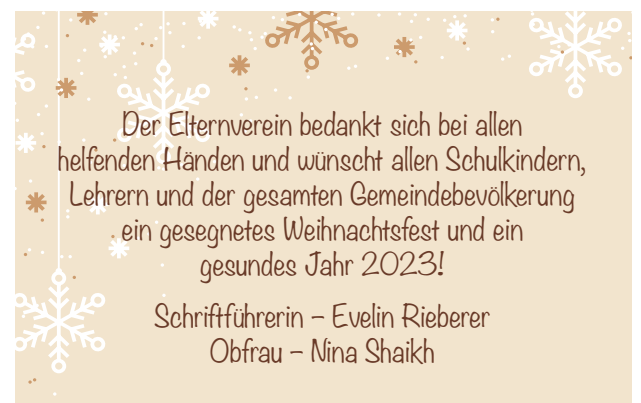 Der Elternverein bedankt sich bei allen
helfenden Händen und wünscht allen Schulkindern,
Lehrern und der gesamten Gemeindebevölkerung
ein gesegnetes Weihnachtsfest und ein
gesundes Jahr 2023!
Schriftführerin – Evelin Rieberer
Obfrau – Nina Shaikh